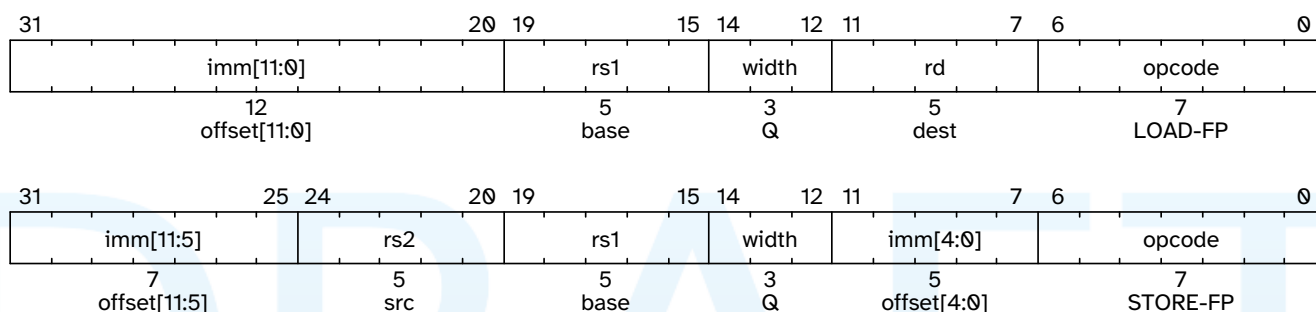 31 20 19 15 14 12 11 7 6 0
imm[11:0] rs1 width rd opcode
12 5 3 5 7
offset[11:0] base Q dest LOAD-FP
31 25 24 20 19 15 14 12 11 7 6 0
imm[11:5] rs2 rs1 width imm[4:0] opcode
7 5 5 3 5 7
offset[11:5] src base Q offset[4:0] STORE-FP
DRAFT